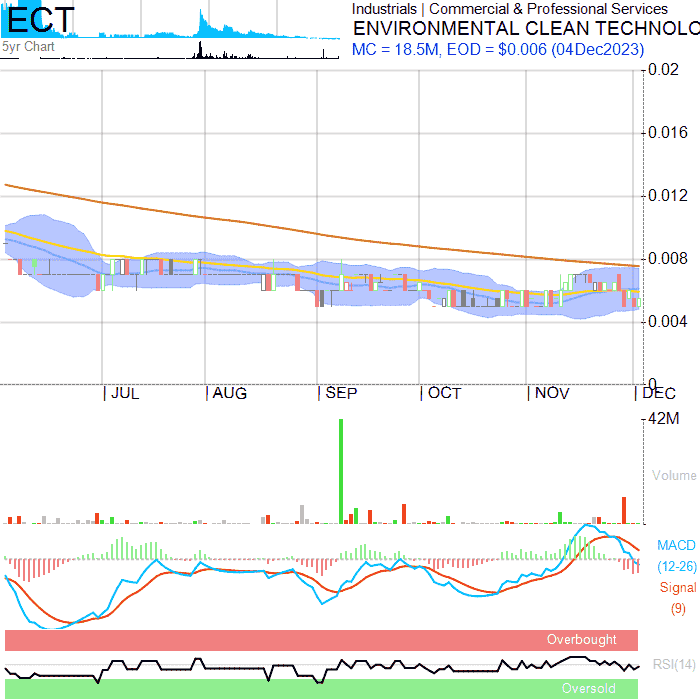 ECT
5yr Chart
Industrials | Commercial & Professional Services
ENVIRONMENTAL CLEAN TECHNOLO
MC = 18.5M, EOD = $0.006 (04Dec2023)
0.02
0.016
0.012
0.008
0.004
0
JUL
AUG
SEP
OCT
NOV
DEC
42M
Volume
MACD
(12-26)
Signal
(9)
Overbought
RSI(14)
Oversold